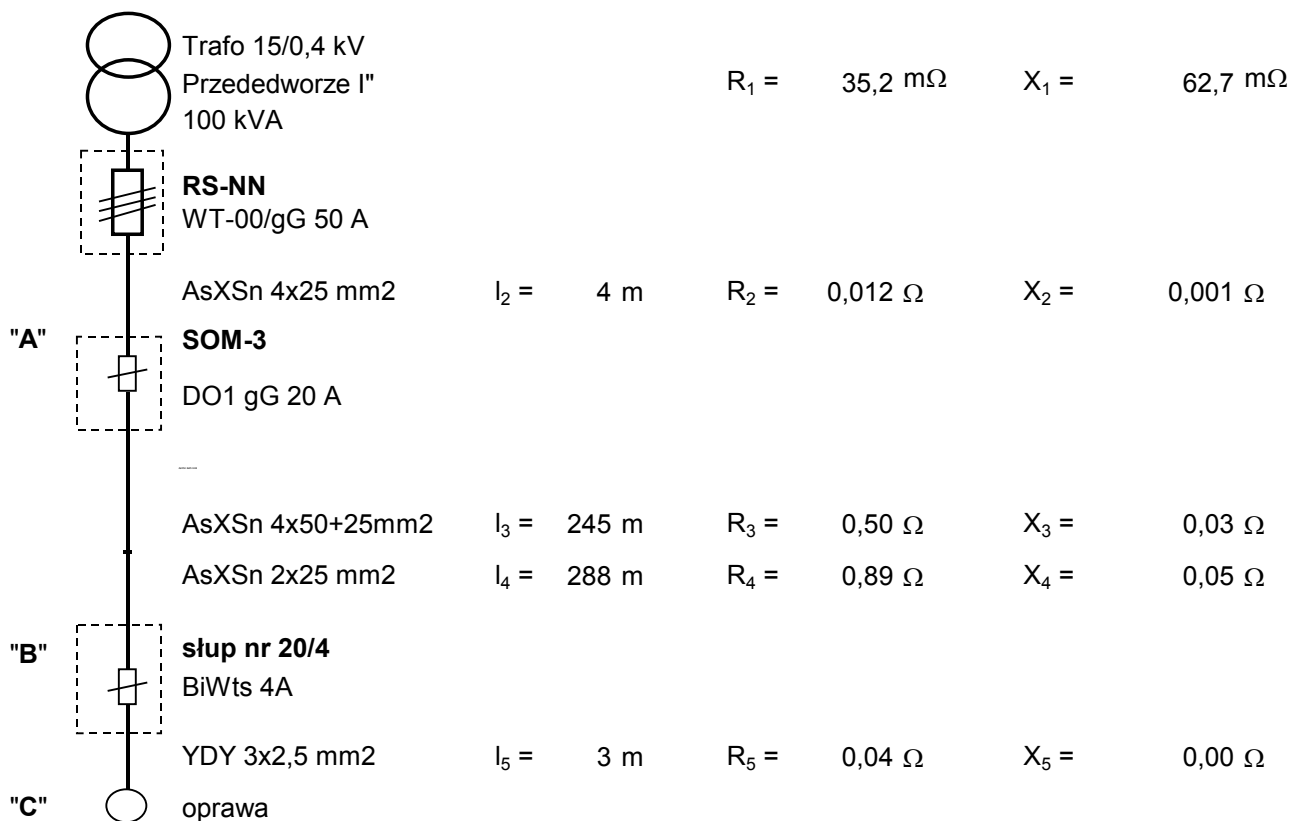 Trafo 15/0,4 kV
Przededworze I" R₁ = 35,2 mΩ X₁ = 62,7 mΩ
100 kVA
RS-NN
WT-00/gG 50 A
AsXSn 4x25 mm2 l₂ = 4 m R₂ = 0,012 Ω X₂ = 0,001 Ω
"A" SOM-3
DO1 gG 20 A
AsXSn 4x50+25mm2 l₃ = 245 m R₃ = 0,50 Ω X₃ = 0,03 Ω
AsXSn 2x25 mm2 l₄ = 288 m R₄ = 0,89 Ω X₄ = 0,05 Ω
"B" słup nr 20/4
BiWts 4A
YDY 3x2,5 mm2 l₅ = 3 m R₅ = 0,04 Ω X₅ = 0,00 Ω
"C" oprawa